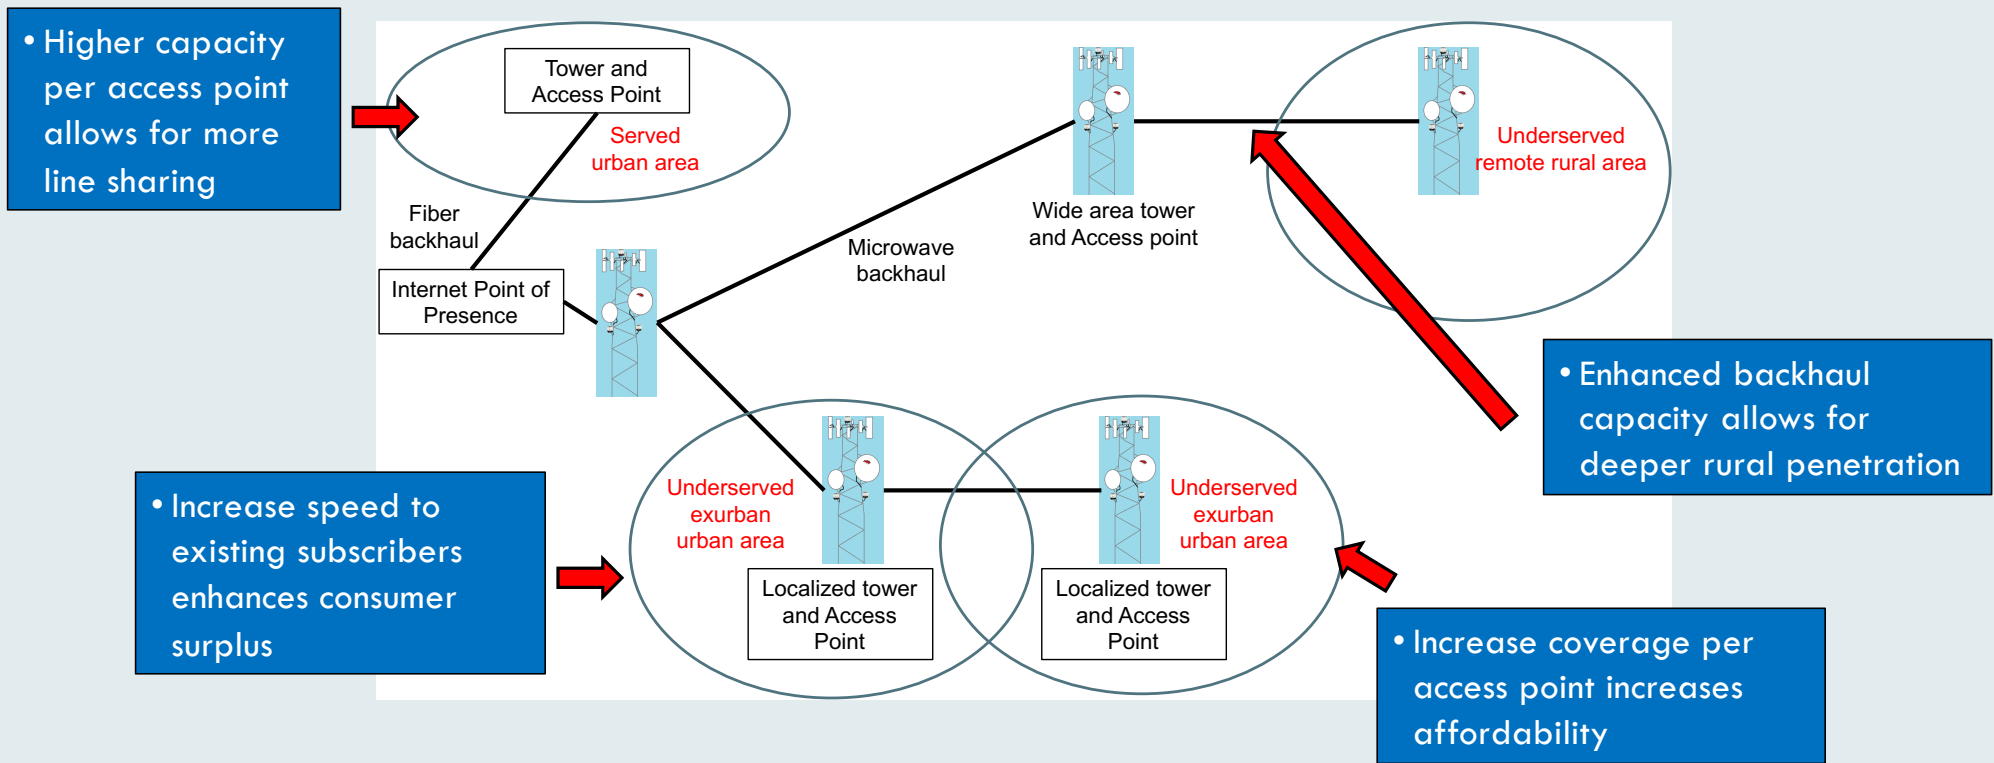 • Higher capacity
per access point
allows for more
line sharing
Tower and
Access Point
Served
urban area
Fiber
backhaul
Internet Point of
Presence
Microwave
backhaul
Wide area tower
and Access point
Underserved
remote rural area
• Enhanced backhaul
capacity allows for
deeper rural penetration
• Increase speed to
existing subscribers
enhances consumer
surplus
Underserved
exurban
urban area
Localized tower
and Access
Point
Underserved
exurban
urban area
Localized tower
and Access
Point
• Increase coverage per
access point increases
affordability